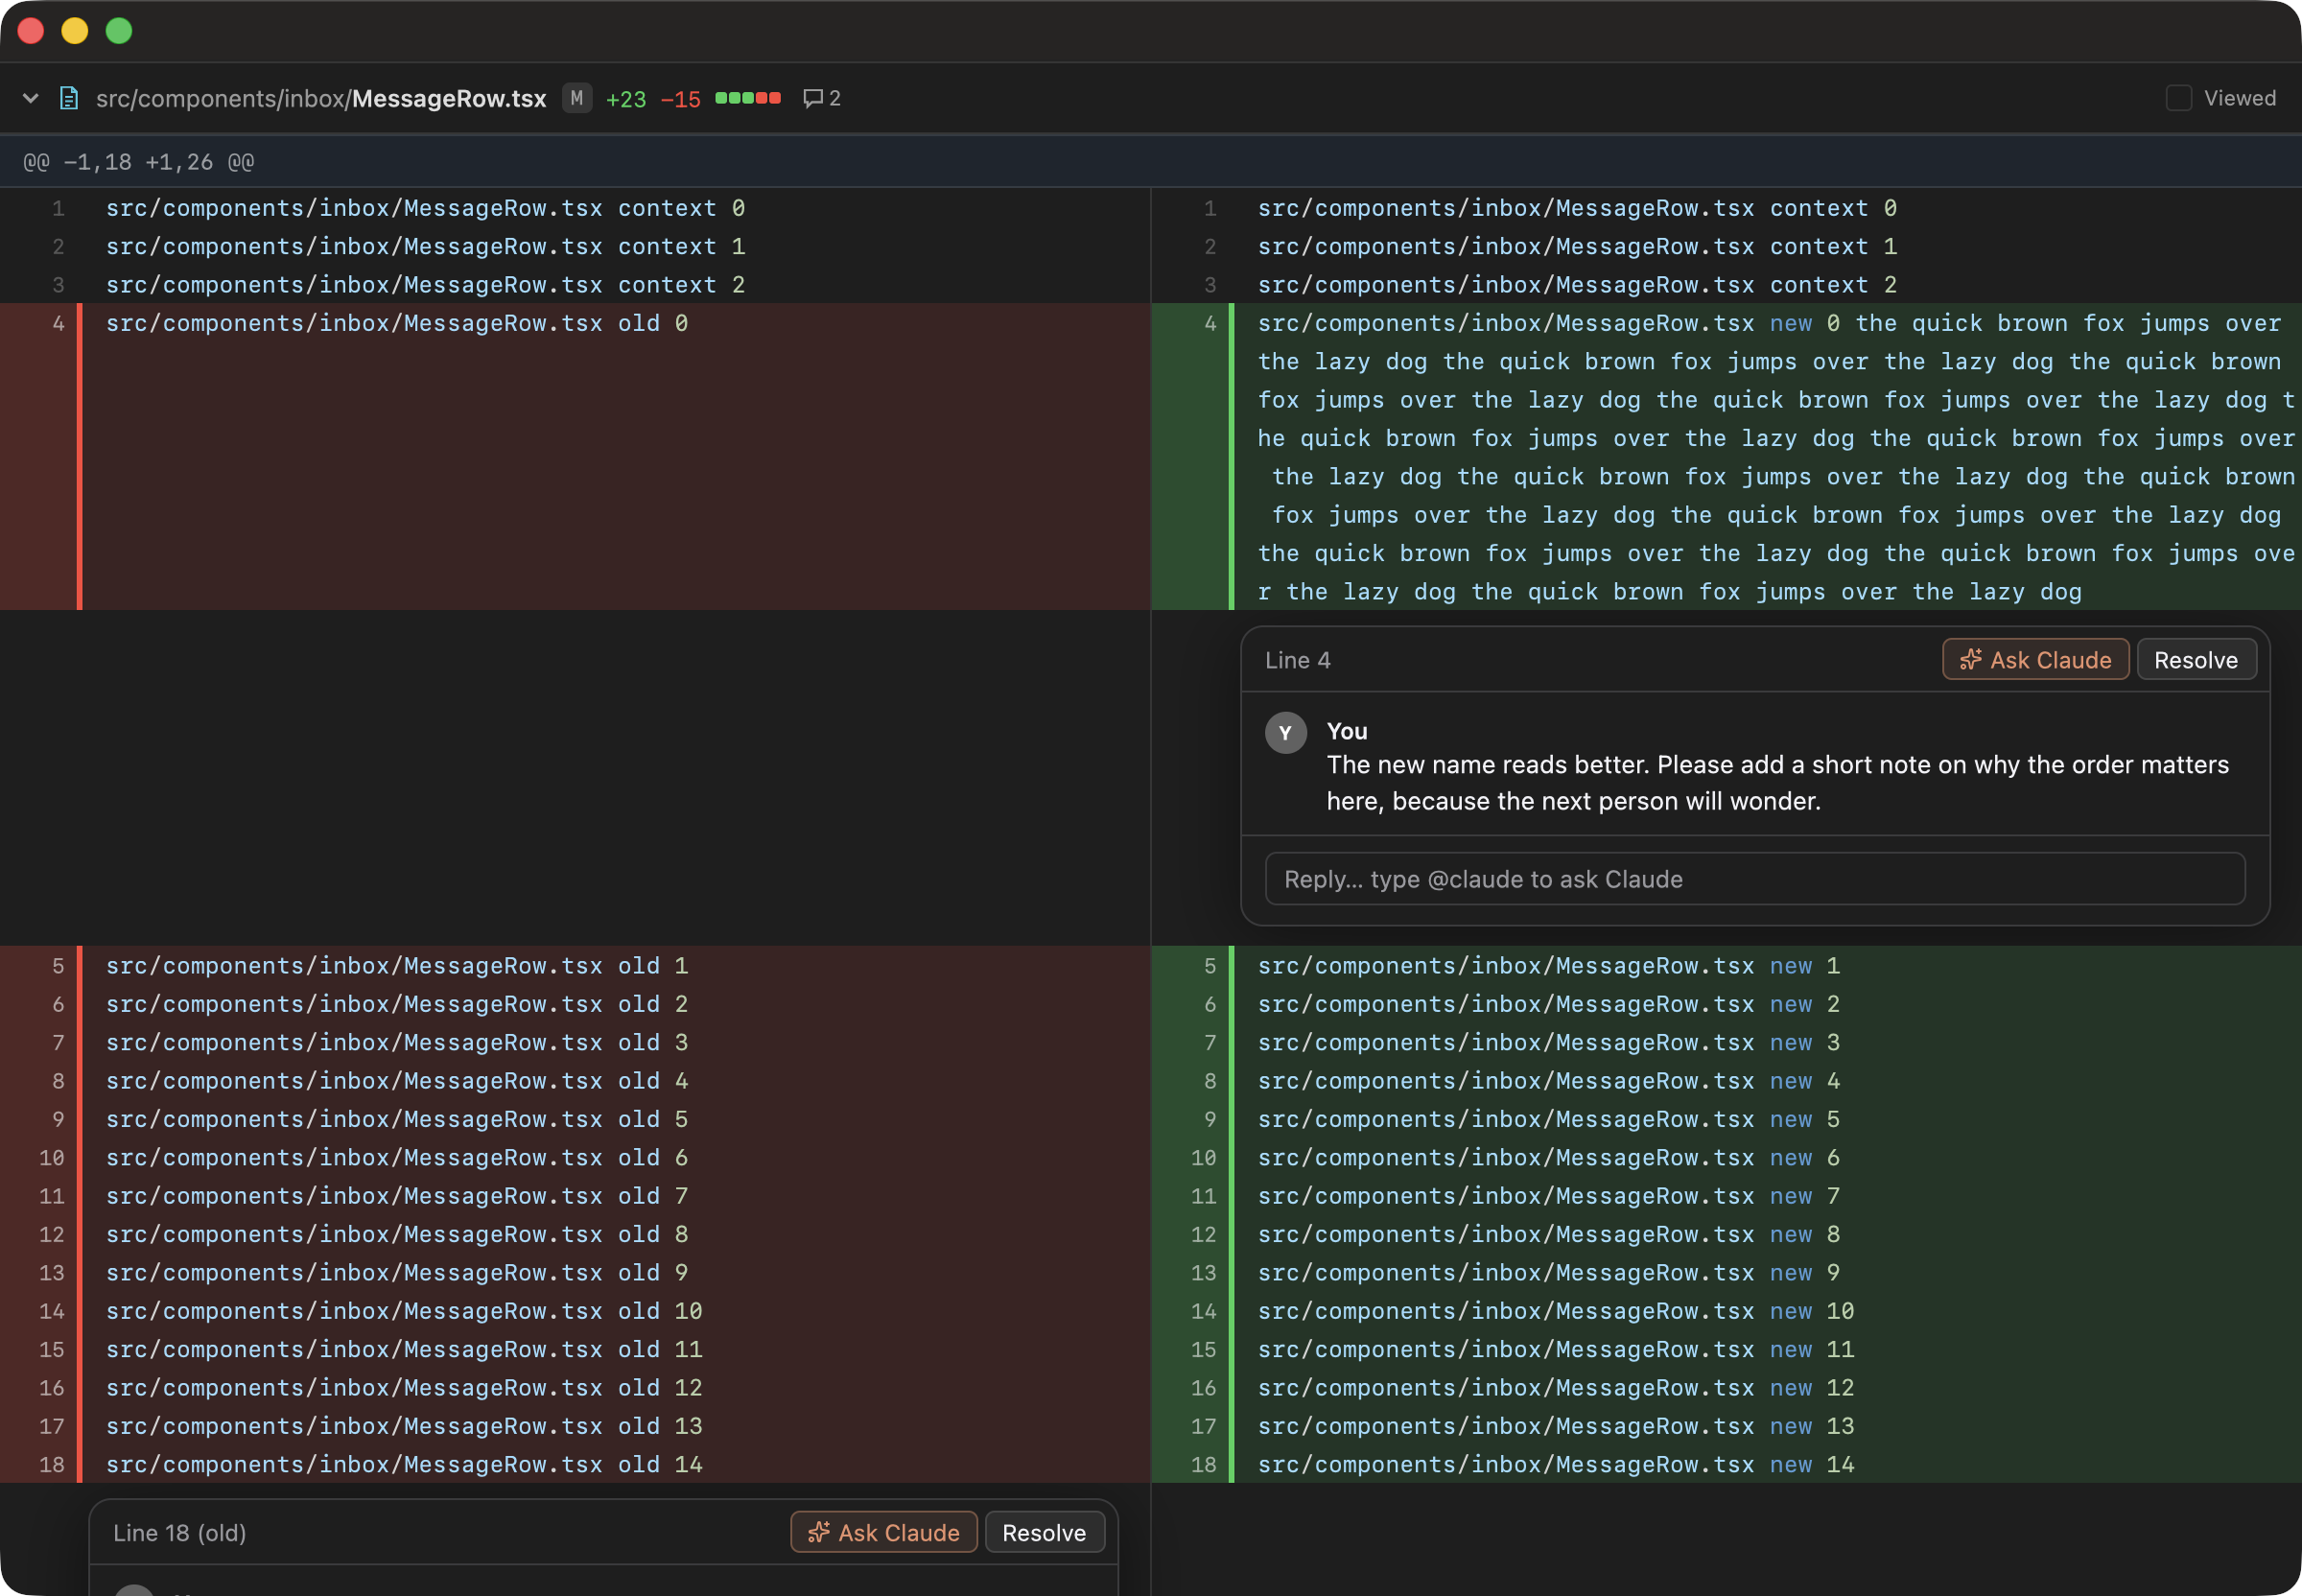 src/components/inbox/MessageRow.tsx M +23 −15 2 Viewed
@@ −1,18 +1,26 @@
1 src/components/inbox/MessageRow.tsx context 0
2 src/components/inbox/MessageRow.tsx context 1
3 src/components/inbox/MessageRow.tsx context 2
4 src/components/inbox/MessageRow.tsx old 0
1 src/components/inbox/MessageRow.tsx context 0
2 src/components/inbox/MessageRow.tsx context 1
3 src/components/inbox/MessageRow.tsx context 2
4 src/components/inbox/MessageRow.tsx new 0 the quick brown fox jumps over
the lazy dog the quick brown fox jumps over the lazy dog the quick brown
fox jumps over the lazy dog the quick brown fox jumps over the lazy dog t
he quick brown fox jumps over the lazy dog the quick brown fox jumps over
the lazy dog the quick brown fox jumps over the lazy dog the quick brown
fox jumps over the lazy dog the quick brown fox jumps over the lazy dog
the quick brown fox jumps over the lazy dog the quick brown fox jumps ove
r the lazy dog the quick brown fox jumps over the lazy dog
Line 4 Ask Claude Resolve
Y You
The new name reads better. Please add a short note on why the order matters
here, because the next person will wonder.
Reply... type @claude to ask Claude
5 src/components/inbox/MessageRow.tsx old 1
6 src/components/inbox/MessageRow.tsx old 2
7 src/components/inbox/MessageRow.tsx old 3
8 src/components/inbox/MessageRow.tsx old 4
9 src/components/inbox/MessageRow.tsx old 5
10 src/components/inbox/MessageRow.tsx old 6
11 src/components/inbox/MessageRow.tsx old 7
12 src/components/inbox/MessageRow.tsx old 8
13 src/components/inbox/MessageRow.tsx old 9
14 src/components/inbox/MessageRow.tsx old 10
15 src/components/inbox/MessageRow.tsx old 11
16 src/components/inbox/MessageRow.tsx old 12
17 src/components/inbox/MessageRow.tsx old 13
18 src/components/inbox/MessageRow.tsx old 14
5 src/components/inbox/MessageRow.tsx new 1
6 src/components/inbox/MessageRow.tsx new 2
7 src/components/inbox/MessageRow.tsx new 3
8 src/components/inbox/MessageRow.tsx new 4
9 src/components/inbox/MessageRow.tsx new 5
10 src/components/inbox/MessageRow.tsx new 6
11 src/components/inbox/MessageRow.tsx new 7
12 src/components/inbox/MessageRow.tsx new 8
13 src/components/inbox/MessageRow.tsx new 9
14 src/components/inbox/MessageRow.tsx new 10
15 src/components/inbox/MessageRow.tsx new 11
16 src/components/inbox/MessageRow.tsx new 12
17 src/components/inbox/MessageRow.tsx new 13
18 src/components/inbox/MessageRow.tsx new 14
Line 18 (old) Ask Claude Resolve